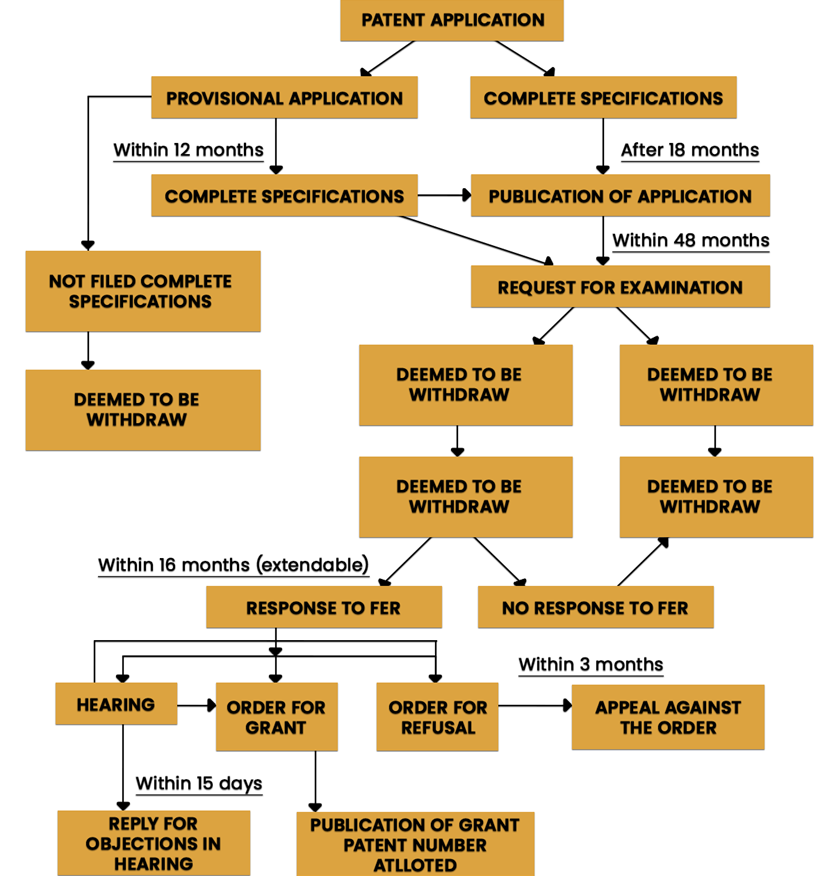 PATENT APPLICATION
PROVISIONAL APPLICATION
COMPLETE SPECIFICATIONS
Within 12 months
After 18 months
COMPLETE SPECIFICATIONS
PUBLICATION OF APPLICATION
Within 48 months
NOT FILED COMPLETE
SPECIFICATIONS
REQUEST FOR EXAMINATION
DEEMED TO BE
WITHDRAW
DEEMED TO BE
WITHDRAW
DEEMED TO BE
WITHDRAW
DEEMED TO BE
WITHDRAW
DEEMED TO BE
WITHDRAW
Within 16 months (extendable)
RESPONSE TO FER
NO RESPONSE TO FER
Within 3 months
HEARING
ORDER FOR
GRANT
ORDER FOR
REFUSAL
APPEAL AGAINST
THE ORDER
Within 15 days
REPLY FOR
OBJECTIONS IN
HEARING
PUBLICATION OF GRANT
PATENT NUMBER
ATLLOTED